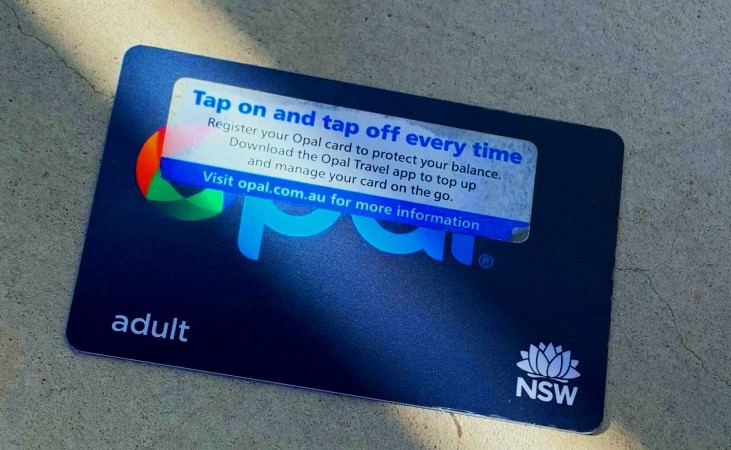 Tap on and tap off every time
Register your Opal card to protect your balance.
Download the Opal Travel app to top up
and manage your card on the go.
Visit opal.com.au for more information
opal®
adult
NSW